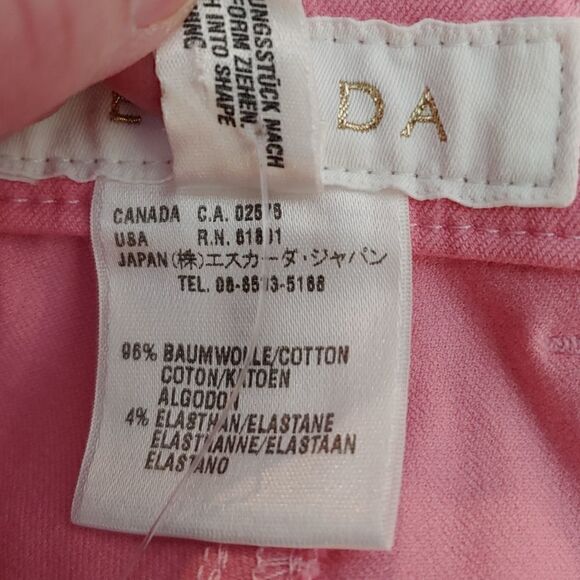 UNGSSTÜCK NACH
FORM ZIEHEN.
INTO SHAPE
E DA
CANADA C.A.
USA R.N.
JAPAN (株)エスカーダ・ジャパン
TEL.
96% BAUMWOLLE/COTTON
COTON/KATOEN
ALGODON
4% ELASTHAN/ELASTANE
ELASTHANNE/ELASTAAN
ELASTANO